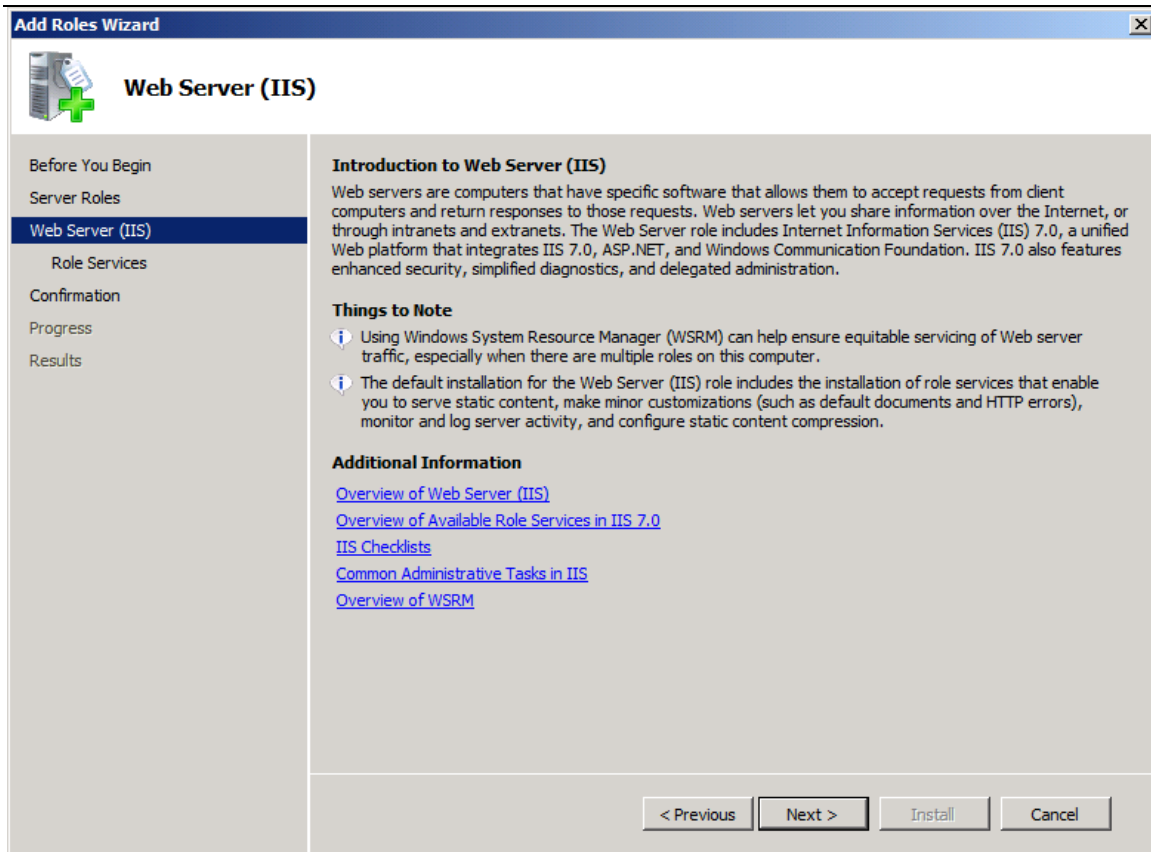 Add Roles Wizard
Web Server (IIS)
Before You Begin
Server Roles
Web Server (IIS)
Role Services
Confirmation
Progress
Results
Introduction to Web Server (IIS)
Web servers are computers that have specific software that allows them to accept requests from client
computers and return responses to those requests. Web servers let you share information over the Internet, or
through intranets and extranets. The Web Server role includes Internet Information Services (IIS) 7.0, a unified
Web platform that integrates IIS 7.0, ASP.NET, and Windows Communication Foundation. IIS 7.0 also features
enhanced security, simplified diagnostics, and delegated administration.
Things to Note
Using Windows System Resource Manager (WSRM) can help ensure equitable servicing of Web server
traffic, especially when there are multiple roles on this computer.
The default installation for the Web Server (IIS) role includes the installation of role services that enable
you to serve static content, make minor customizations (such as default documents and HTTP errors),
monitor and log server activity, and configure static content compression.
Additional Information
Overview of Web Server (IIS)
Overview of Available Role Services in IIS 7.0
IIS Checklists
Common Administrative Tasks in IIS
Overview of WSRM
< Previous
Next >
Install
Cancel